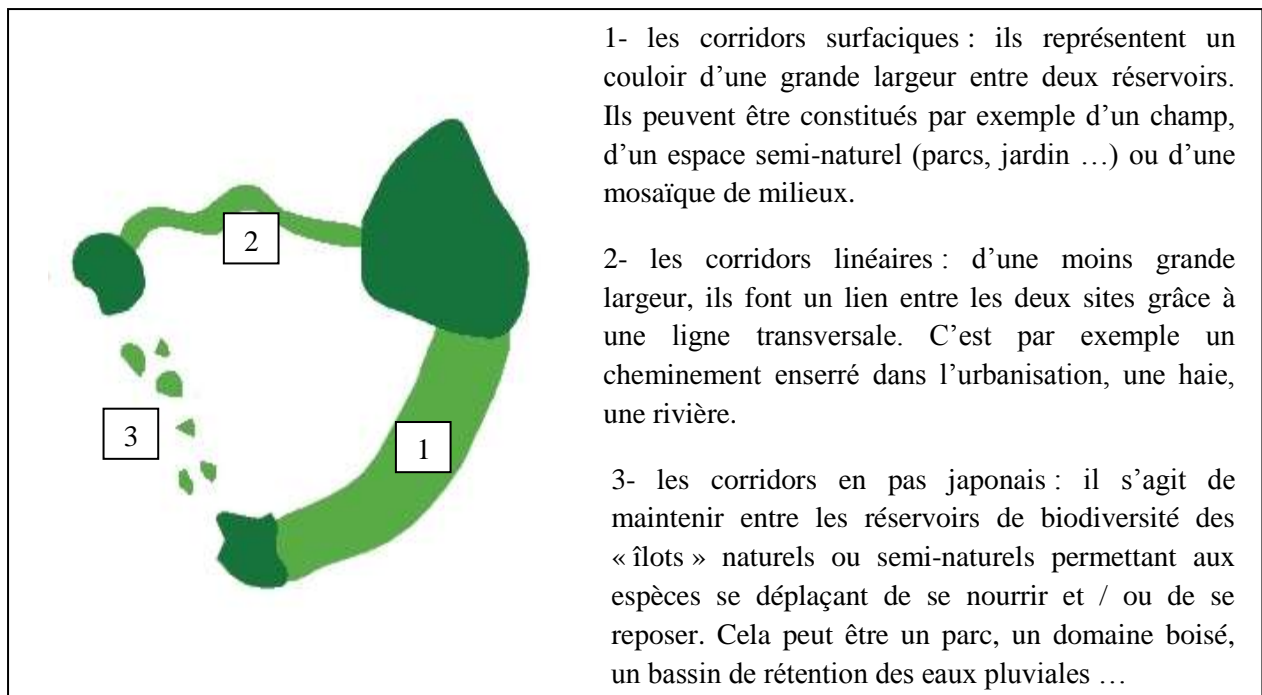 1- les corridors surfaciques : ils représentent un
couloir d’une grande largeur entre deux réservoirs.
Ils peuvent être constitués par exemple d’un champ,
d’un espace semi-naturel (parcs, jardin …) ou d’une
mosaïque de milieux.
2- les corridors linéaires : d’une moins grande
largeur, ils font un lien entre les deux sites grâce à
une ligne transversale. C’est par exemple un
cheminement enserré dans l’urbanisation, une haie,
une rivière.
3- les corridors en pas japonais : il s’agit de
maintenir entre les réservoirs de biodiversité des
« îlots » naturels ou semi-naturels permettant aux
espèces se déplaçant de se nourrir et / ou de se
reposer. Cela peut être un parc, un domaine boisé,
un bassin de rétention des eaux pluviales …
2
3
1